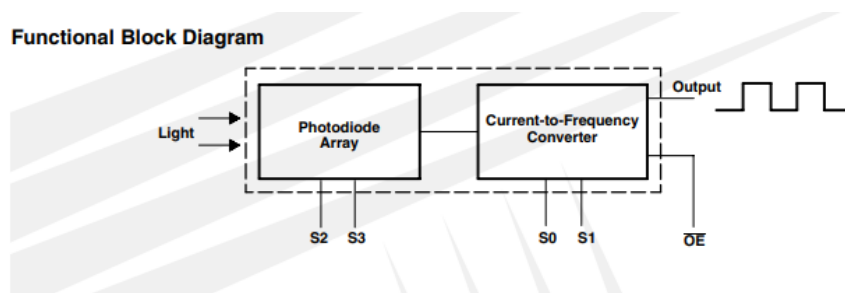 Functional Block Diagram
Light
Photodiode
Array
Current-to-Frequency
Converter
Output
S2 S3
S0 S1
OE